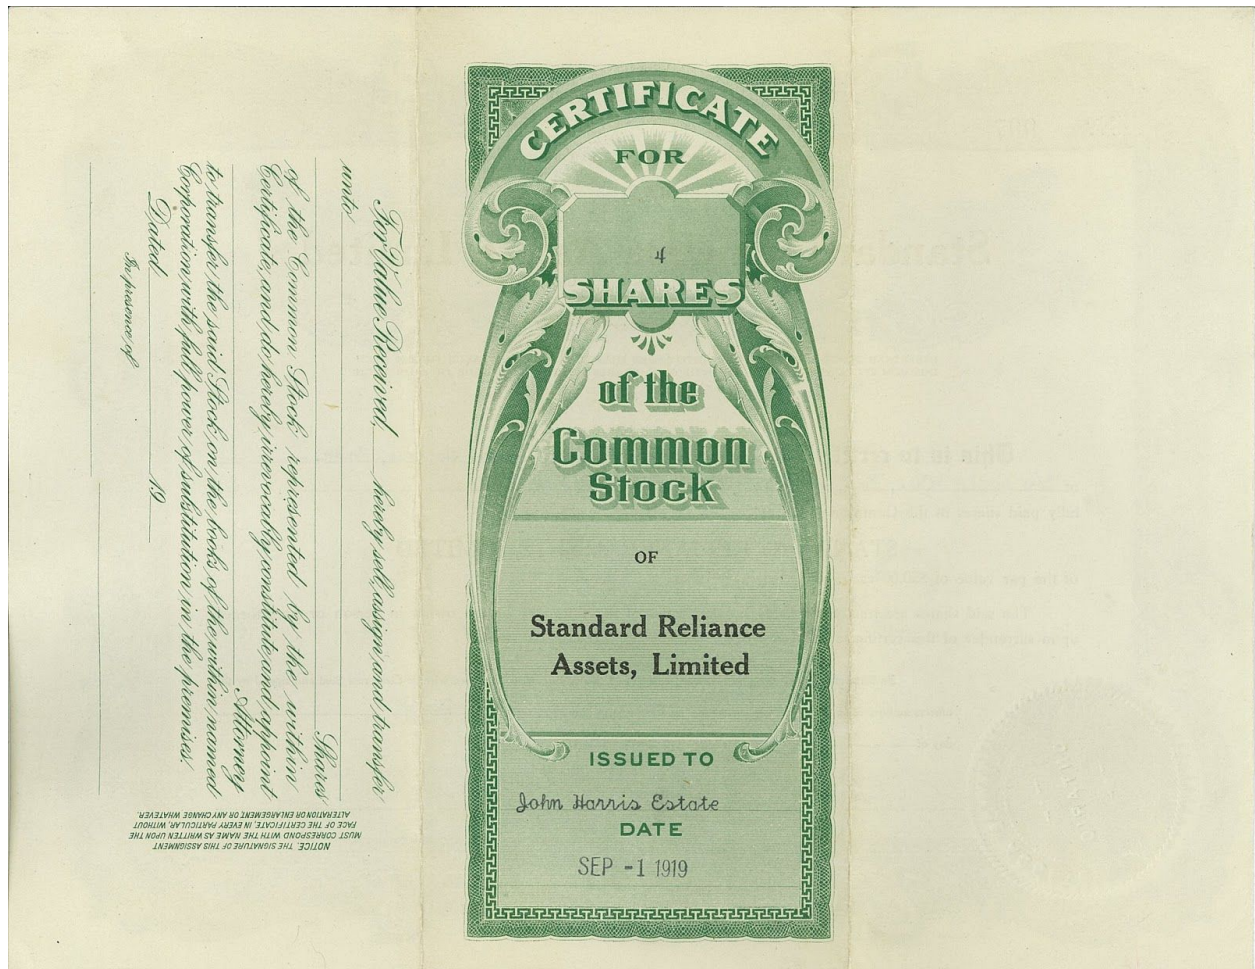 CERTIFICATE
FOR
4
SHARES
of the
Common
Stock
OF
Standard Reliance
Assets, Limited
ISSUED TO
John Harris Estate
DATE
SEP -1 1919
For Value Received, hereby sell, assign and transfer
unto
Shares
of the Common Stock represented by the within
Certificate, and do hereby irrevocably constitute and appoint
Attorney
to transfer the said Stock on the books of the within named
Corporation with full power of substitution in the premises.
Dated 19
In presence of
NOTICE. THE SIGNATURE OF THIS ASSIGNMENT
MUST CORRESPOND WITH THE NAME AS WRITTEN UPON THE
FACE OF THE CERTIFICATE, IN EVERY PARTICULAR, WITHOUT
ALTERATION OR ENLARGEMENT, OR ANY CHANGE WHATEVER.